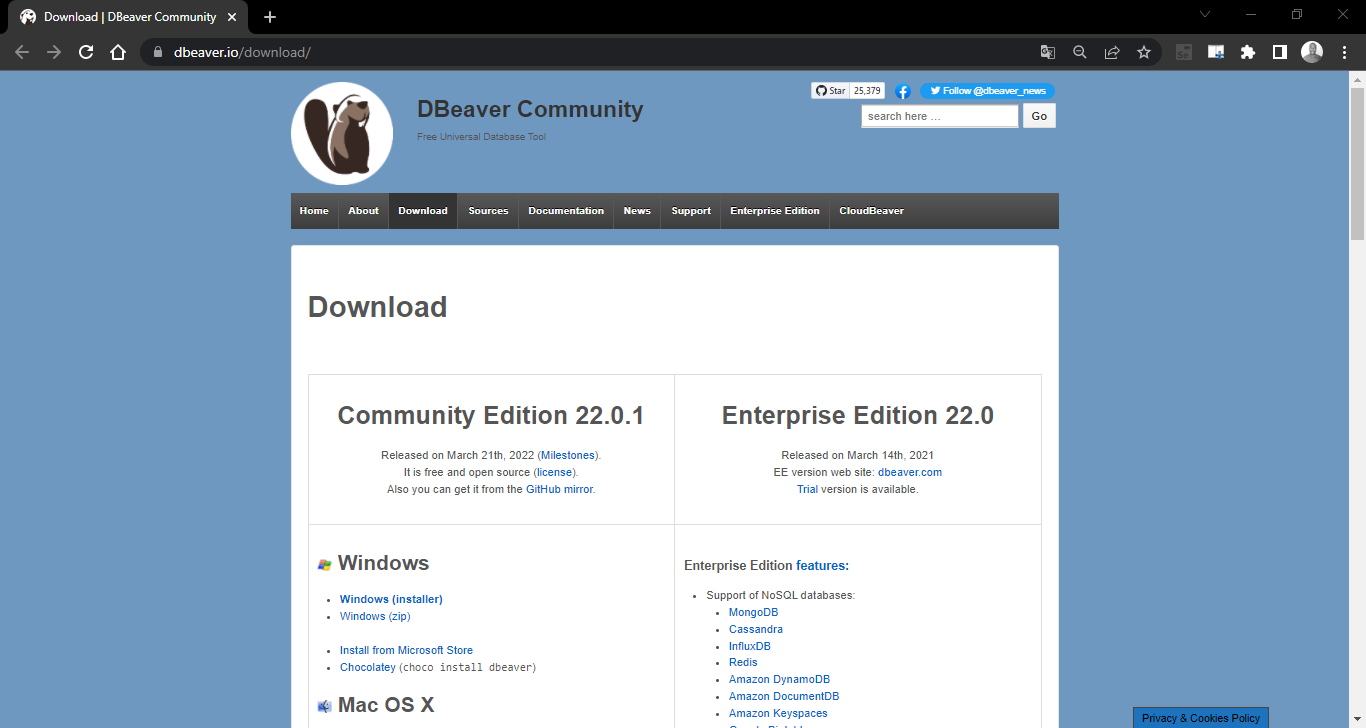 Download | DBeaver Community
dbeaver.io/download/
DBeaver Community
Free Universal Database Tool
Star 25,379
Follow @dbeaver_news
search here ...
Go
Home About Download Sources Documentation News Support Enterprise Edition CloudBeaver
Download
Community Edition 22.0.1
Released on March 21th, 2022 (Milestones).
It is free and open source (license).
Also you can get it from the GitHub mirror.
Enterprise Edition 22.0
Released on March 14th, 2021
EE version web site: dbeaver.com
Trial version is available.
Windows
Windows (installer)
Windows (zip)
Install from Microsoft Store
Chocolatey (choco install dbeaver)
Mac OS X
Enterprise Edition features:
Support of NoSQL databases:
MongoDB
Cassandra
InfluxDB
Redis
Amazon DynamoDB
Amazon DocumentDB
Amazon Keyspaces
Privacy & Cookies Policy